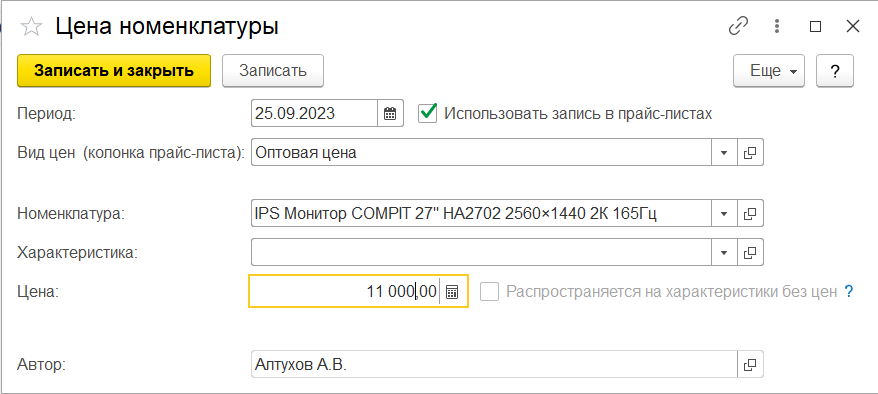 Цена номенклатуры
Записать и закрыть Записать Еще ?
Период: 25.09.2023 Использовать запись в прайс-листах
Вид цен (колонка прайс-листа): Оптовая цена
Номенклатура: IPS Монитор COMPIT 27" HA2702 2560×1440 2К 165Гц
Характеристика:
Цена: 11 000,00 Распространяется на характеристики без цен ?
Автор: Алтухов А.В.